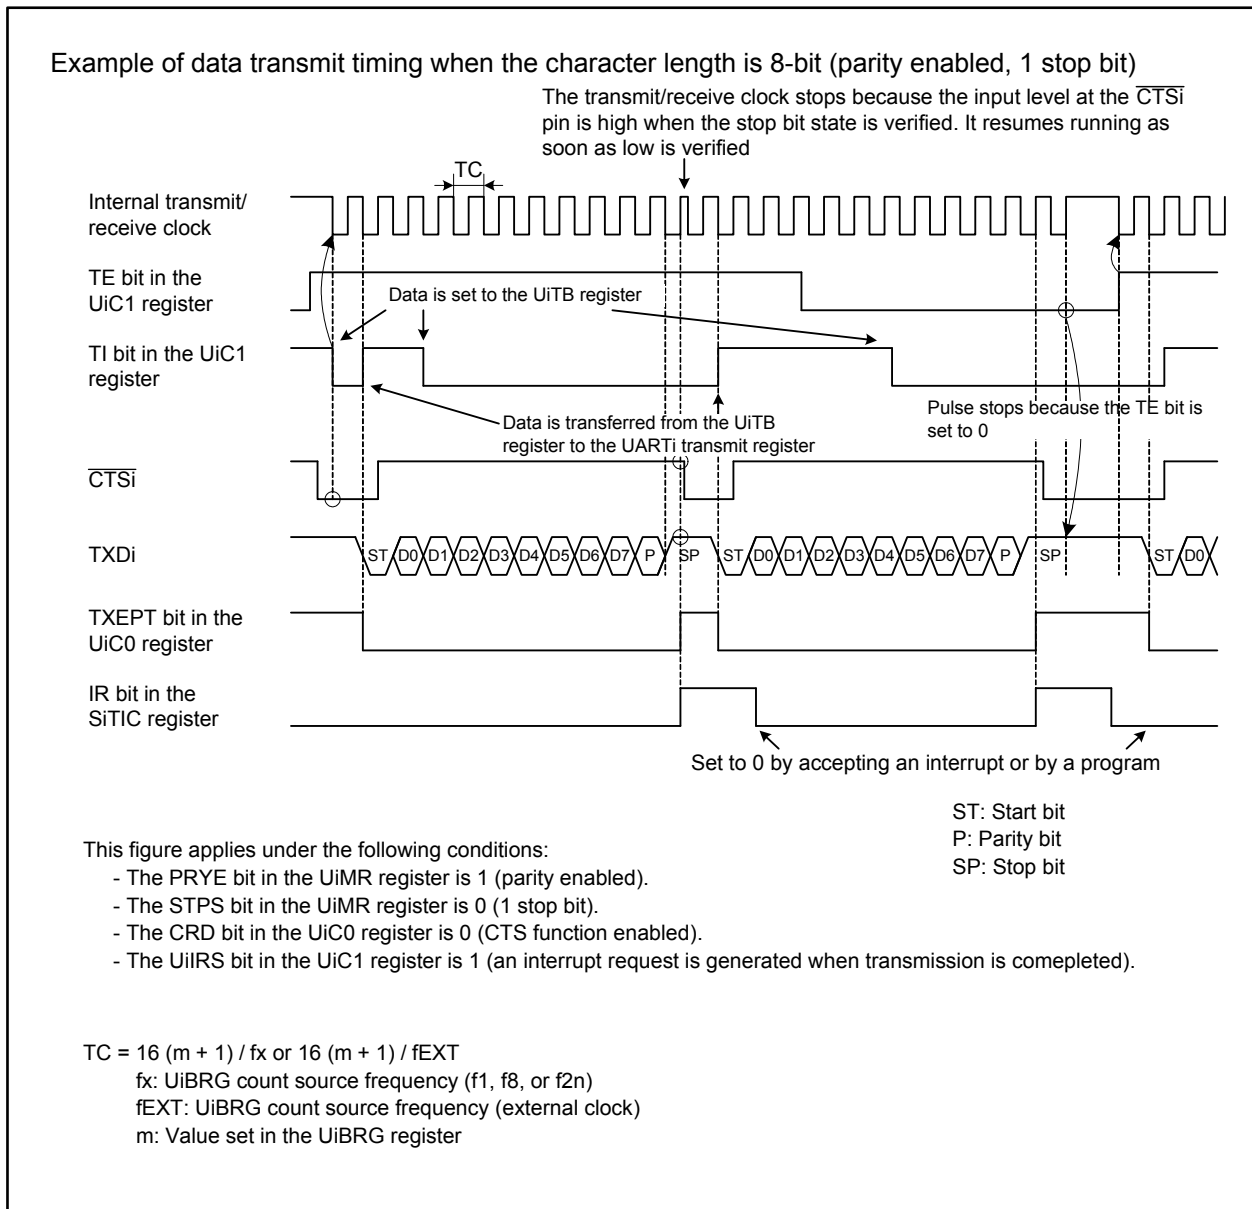 Example of data transmit timing when the character length is 8-bit (parity enabled, 1 stop bit)
The transmit/receive clock stops because the input level at the CTSi
pin is high when the stop bit state is verified. It resumes running as
soon as low is verified
TC
Internal transmit/
receive clock
TE bit in the
UiC1 register
Data is set to the UiTB register
TI bit in the UiC1
register
Pulse stops because the TE bit is
set to 0
Data is transferred from the UiTB
register to the UARTi transmit register
CTSi
TXDi
ST D0 D1 D2 D3 D4 D5 D6 D7 P SP ST D0 D1 D2 D3 D4 D5 D6 D7 P SP ST D0
TXEPT bit in the
UiC0 register
IR bit in the
SiTIC register
Set to 0 by accepting an interrupt or by a program
ST: Start bit
P: Parity bit
SP: Stop bit
This figure applies under the following conditions:
- The PRYE bit in the UiMR register is 1 (parity enabled).
- The STPS bit in the UiMR register is 0 (1 stop bit).
- The CRD bit in the UiC0 register is 0 (CTS function enabled).
- The UiIRS bit in the UiC1 register is 1 (an interrupt request is generated when transmission is comepleted).
TC = 16 (m + 1) / fx or 16 (m + 1) / fEXT
fx: UiBRG count source frequency (f1, f8, or f2n)
fEXT: UiBRG count source frequency (external clock)
m: Value set in the UiBRG register